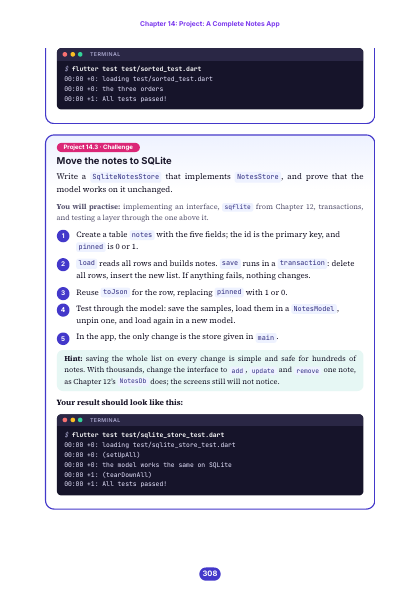 Chapter 14: Project: A Complete Notes App
TERMINAL
$ flutter test test/sorted_test.dart
00:00 +0: loading test/sorted_test.dart
00:00 +0: the three orders
00:00 +1: All tests passed!
Project 14.3 · Challenge
Move the notes to SQLite
Write a SqliteNotesStore that implements NotesStore, and prove that the
model works on it unchanged.
You will practise: implementing an interface, sqflite from Chapter 12, transactions,
and testing a layer through the one above it.
1 Create a table notes with the five fields; the id is the primary key, and
pinned is 0 or 1.
2 load reads all rows and builds notes. save runs in a transaction: delete
all rows, insert the new list. If anything fails, nothing changes.
3 Reuse toJson for the row, replacing pinned with 1 or 0.
4 Test through the model: save the samples, load them in a NotesModel,
unpin one, and load again in a new model.
5 In the app, the only change is the store given in main.
Hint: saving the whole list on every change is simple and safe for hundreds of
notes. With thousands, change the interface to add, update and remove one note,
as Chapter 12's NotesDb does; the screens still will not notice.
Your result should look like this:
TERMINAL
$ flutter test test/sqlite_store_test.dart
00:00 +0: loading test/sqlite_store_test.dart
00:00 +0: (setUpAll)
00:00 +0: the model works the same on SQLite
00:00 +1: (tearDownAll)
00:00 +1: All tests passed!
308